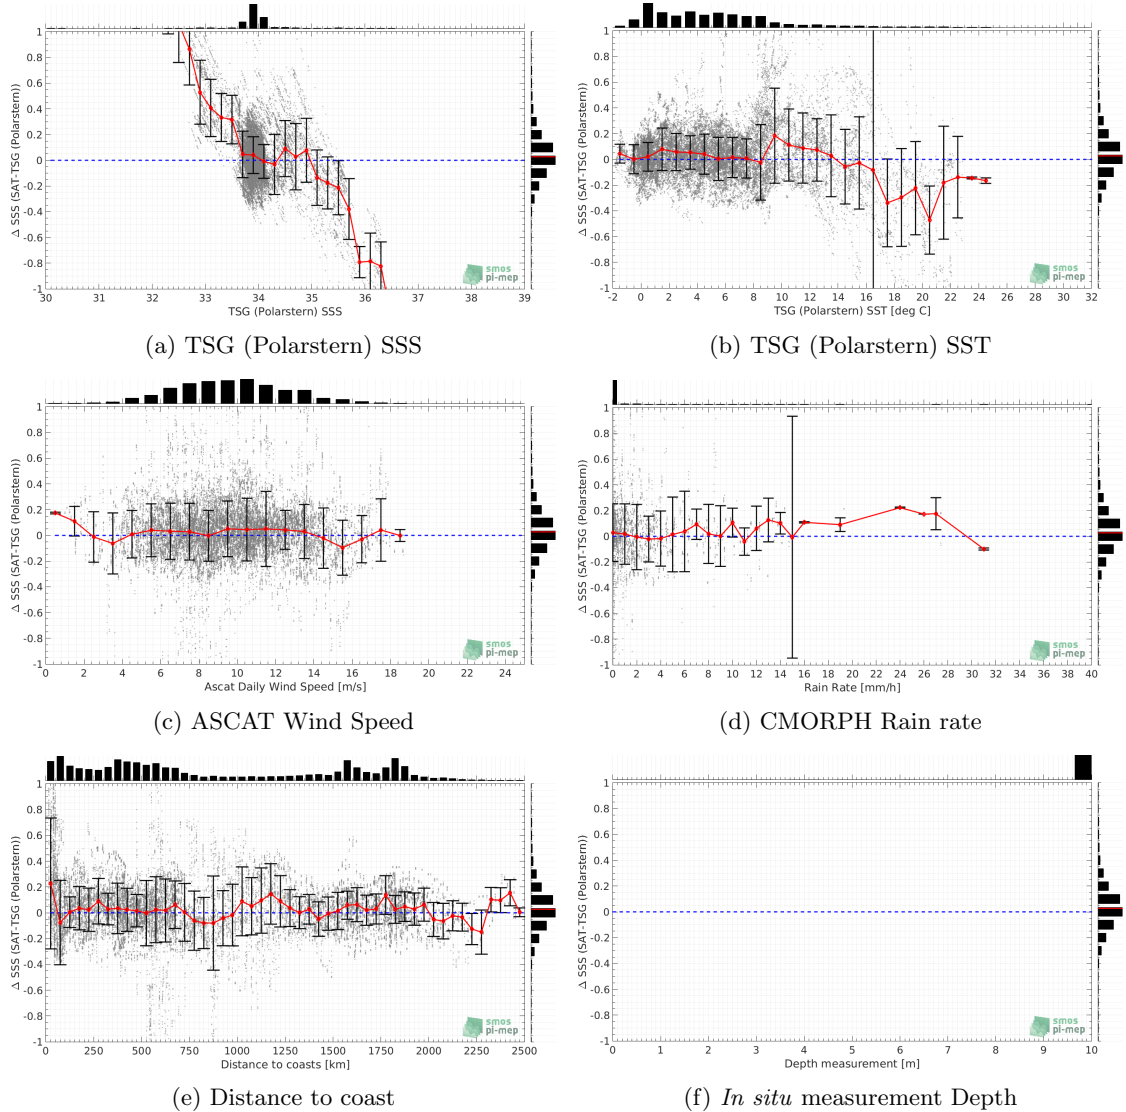 1
0.8
0.6
0.4
0.2
0
-0.2
-0.4
-0.6
-0.8
-1
Δ SSS (SAT-TSG (Polarstern))
30 31 32 33 34 35 36 37 38 39
TSG (Polarstern) SSS
smos
pi-mep
(a) TSG (Polarstern) SSS
1
0.8
0.6
0.4
0.2
0
-0.2
-0.4
-0.6
-0.8
-1
Δ SSS (SAT-TSG (Polarstern))
-2 0 2 4 6 8 10 12 14 16 18 20 22 24 26 28 30 32
TSG (Polarstern) SST [deg C]
smos
pi-mep
(b) TSG (Polarstern) SST
1
0.8
0.6
0.4
0.2
0
-0.2
-0.4
-0.6
-0.8
-1
Δ SSS (SAT-TSG (Polarstern))
0 2 4 6 8 10 12 14 16 18 20 22 24
Ascat Daily Wind Speed [m/s]
smos
pi-mep
(c) ASCAT Wind Speed
1
0.8
0.6
0.4
0.2
0
-0.2
-0.4
-0.6
-0.8
-1
Δ SSS (SAT-TSG (Polarstern))
0 2 4 6 8 10 12 14 16 18 20 22 24 26 28 30 32 34 36 38 40
Rain Rate [mm/h]
smos
pi-mep
(d) CMORPH Rain rate
1
0.8
0.6
0.4
0.2
0
-0.2
-0.4
-0.6
-0.8
-1
Δ SSS (SAT-TSG (Polarstern))
0 250 500 750 1000 1250 1500 1750 2000 2250 2500
Distance to coasts [km]
smos
pi-mep
(e) Distance to coast
1
0.8
0.6
0.4
0.2
0
-0.2
-0.4
-0.6
-0.8
-1
Δ SSS (SAT-TSG (Polarstern))
0 1 2 3 4 5 6 7 8 9 10
Depth measurement [m]
smos
pi-mep
(f) In situ measurement Depth